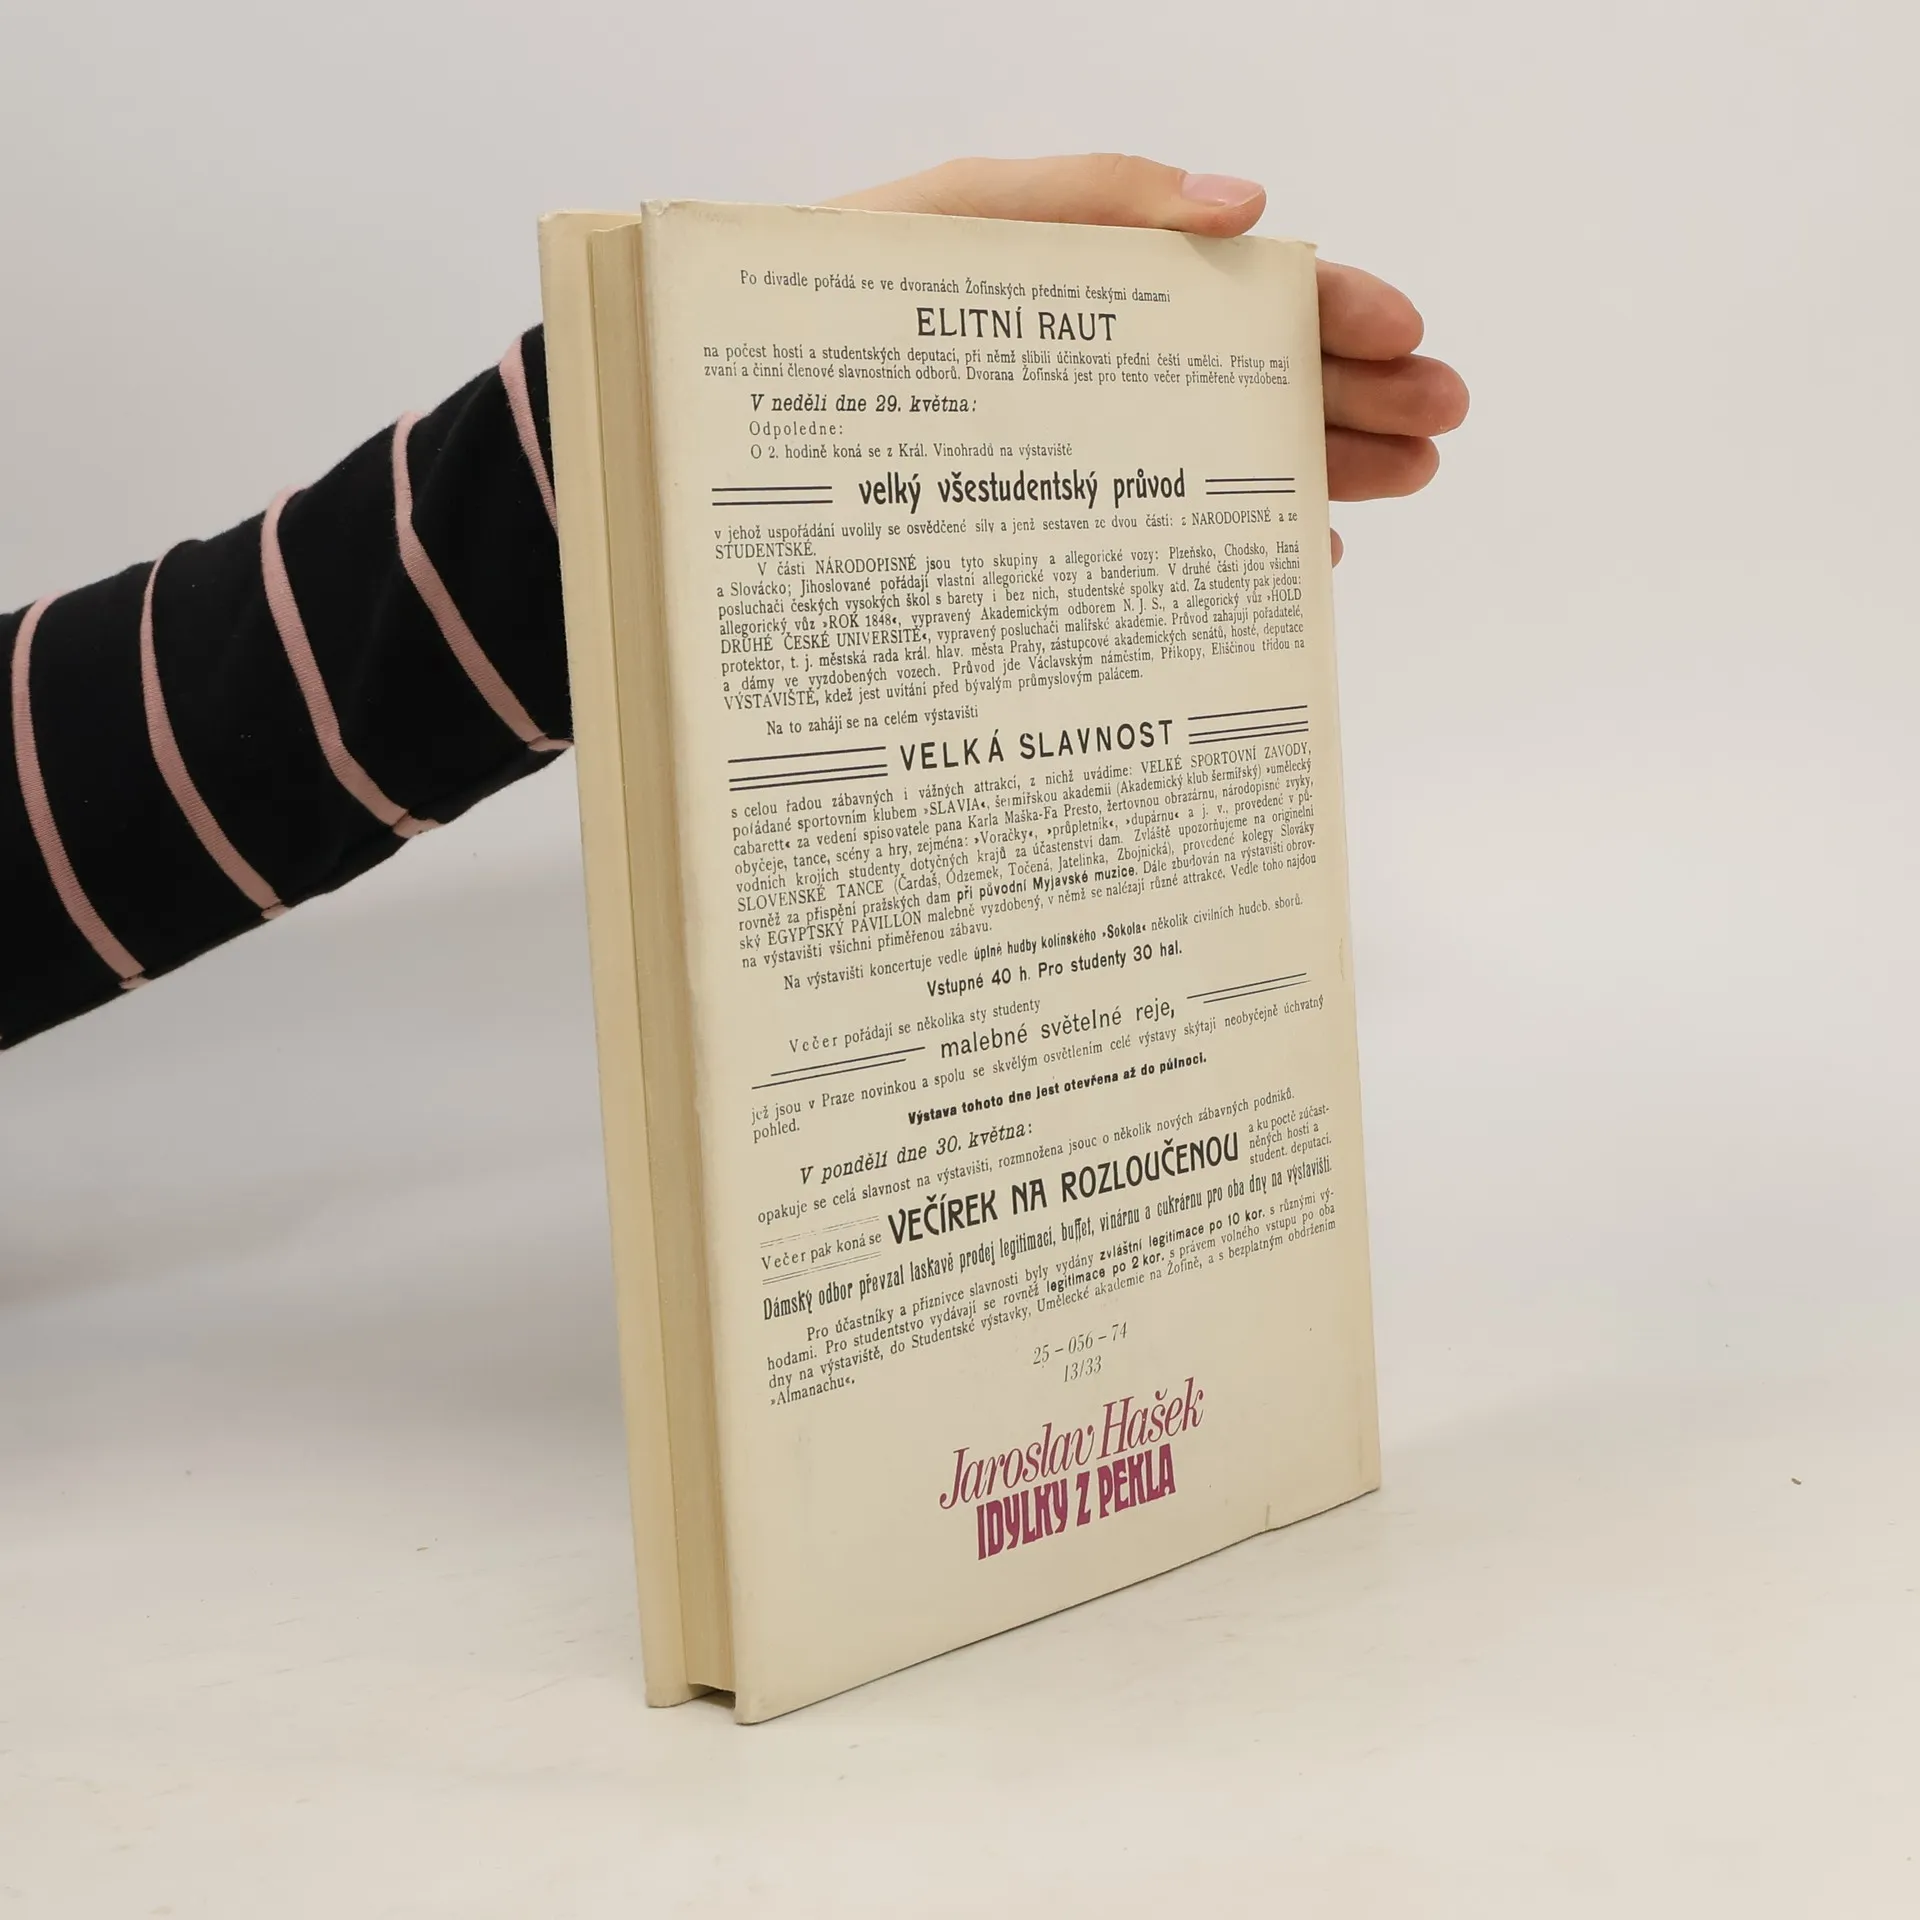 Po divadle pořádá se ve dvoranách Žofínských předními českými damami
ELITNÍ RAUT
na počest hostí a studentských deputací, při němž slíbili účinkovati přední čeští umělci. Přístup mají
zvaní a činní členové slavnostních odborů. Dvorana Žofínská jest pro tento večer přiměřeně vyzdobena.
V neděli dne 29. května:
Odpoledne:
O 2. hodině koná se z Král. Vinohradů na výstaviště
velký všestudentský průvod
v jehož uspořádání uvolily se osvědčené síly a jenž sestaven ze dvou částí: z NARODOPISNÉ a ze
STUDENTSKÉ.
V části NÁRODOPISNÉ jsou tyto skupiny a allegorické vozy: Plzeňsko, Chodsko, Haná
a Slovácko; Jihoslované pořádají vlastní allegorické vozy a banderium. V druhé části jdou všichni
posluchači českých vysokých škol s barety i bez nich, studentské spolky atd. Za studenty pak jedou:
allegorický vůz »ROK 1848«, vypravený Akademickým odborem N. J. S., a allegorický vůz »HOLD
DRUHÉ ČESKÉ UNIVERSITĚ«, vypravený posluchači malířské akademie. Průvod zahajují pořadatelé,
protektor, t. j. městská rada král. hlav. města Prahy, zástupcové akademických senátů, hosté, deputace
a dámy ve vyzdobených vozech. Průvod jde Václavským náměstím, Příkopy, Eliščinou třídou na
VÝSTAVIŠTĚ, kdež jest uvítání před bývalým průmyslovým palácem.
Na to zahájí se na celém výstavišti
VELKÁ SLAVNOST
s celou řadou zábavných i vážných attrakcí, z nichž uvádíme: VELKÉ SPORTOVNÍ ZÁVODY,
pořádané sportovním klubem »SLAVIA«, šermířskou akademii (Akademický klub šermířský) »umělecký
cabarett« za vedení spisovatele pana Karla Maška-Fa Presto, žertovnou obrazárnu, národopisné zvyky,
obyčeje, tance, scény a hry, zejména: »Voračky«, »průpletník«, »dupárnu« a j. v., provedené v pů-
vodních krojích studenty dotyčných krajů za účastenství dam. Zvláště upozorňujeme na originelní
SLOVENSKÉ TANCE (Čardaš, Odzemek, Točená, Jatelinka, Zbojnická), provedené kolegy Slováky
rovněž za přispění pražských dam při původní Myjavské muzice. Dále zbudován na výstavišti obrov-
ský EGYPTSKÝ PAVILLON malebně vyzdobený, v němž se nalézají různé attrakce. Vedle toho najdou
na výstavišti všichni přiměřenou zábavu.
Na výstavišti koncertuje vedle úplné hudby kolínského »Sokola« několik civilních hudeb. sborů.
Vstupné 40 h. Pro studenty 30 hal.
Večer pořádají se několika sty studenty
malebné světelné reje,
jež jsou v Praze novinkou a spolu se skvělým osvětlením celé výstavy skýtají neobyčejně úchvatný
pohled.
Výstava tohoto dne jest otevřena až do půlnoci.
V pondělí dne 30. května:
opakuje se celá slavnost na výstavišti, rozmnožena jsouc o několik nových zábavných podniků.
Večer pak koná se VEČÍREK NA ROZLOUČENOU a ku poctě zúčast-
něných hostí a
student. deputací.
Dámský odbor převzal laskavě prodej legitimací, buffet, vinárnu a cukrárnu pro oba dny na výstavišti.
Pro účastníky a příznivce slavnosti byly vydány zvláštní legitimace po 10 kor. s různými vý-
hodami. Pro studentstvo vydávají se rovněž legitimace po 2 kor. s právem volného vstupu po oba
dny na výstaviště, do Studentské výstavky, Umělecké akademie na Žofíně, a s bezplatným obdržením
»Almanachu«.
25 – 056 – 74
13/33
Jaroslav Hašek
IDYLKY Z PEKLA